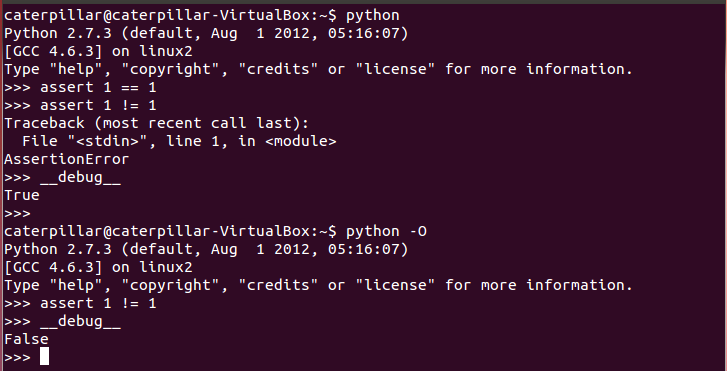 caterpillar@caterpillar-VirtualBox:~$ python
Python 2.7.3 (default, Aug  1 2012, 05:16:07)
[GCC 4.6.3] on linux2
Type "help", "copyright", "credits" or "license" for more information.
>>> assert 1 == 1
>>> assert 1 != 1
Traceback (most recent call last):
  File "<stdin>", line 1, in <module>
AssertionError
>>> __debug__
True
>>>
caterpillar@caterpillar-VirtualBox:~$ python -O
Python 2.7.3 (default, Aug  1 2012, 05:16:07)
[GCC 4.6.3] on linux2
Type "help", "copyright", "credits" or "license" for more information.
>>> assert 1 != 1
>>> __debug__
False
>>>